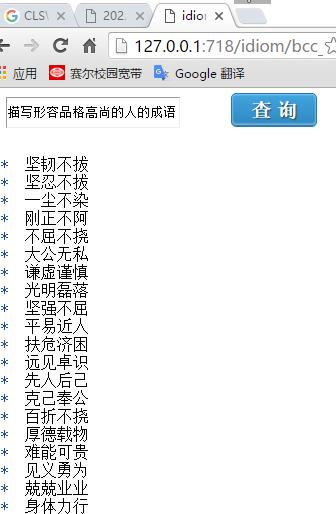 CLSW
202.
idiom
127.0.0.1:718/idiom/bcc_
应用 赛尔校园宽带 Google 翻译
描写形容品格高尚的人的成语 查 询
* 坚韧不拔
* 坚忍不拔
* 一尘不染
* 刚正不阿
* 不屈不挠
* 大公无私
* 谦虚谨慎
* 光明磊落
* 坚强不屈
* 平易近人
* 扶危济困
* 远见卓识
* 先人后己
* 克己奉公
* 百折不挠
* 厚德载物
* 难能可贵
* 见义勇为
* 兢兢业业
* 身体力行